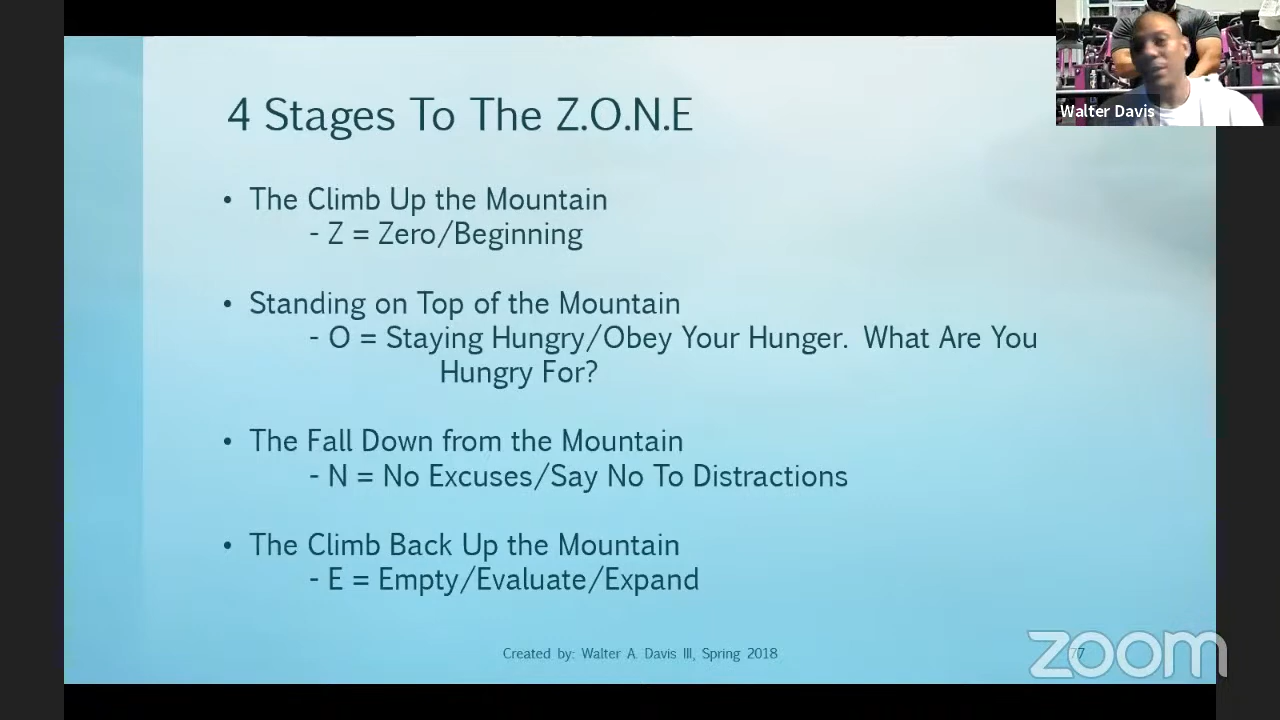 4 Stages To The Z.O.N.E
• The Climb Up the Mountain
- Z = Zero/Beginning
• Standing on Top of the Mountain
- O = Staying Hungry/Obey Your Hunger. What Are You
Hungry For?
• The Fall Down from the Mountain
- N = No Excuses/Say No To Distractions
• The Climb Back Up the Mountain
- E = Empty/Evaluate/Expand
Created by: Walter A. Davis III, Spring 2018
77
Walter Davis
zoom